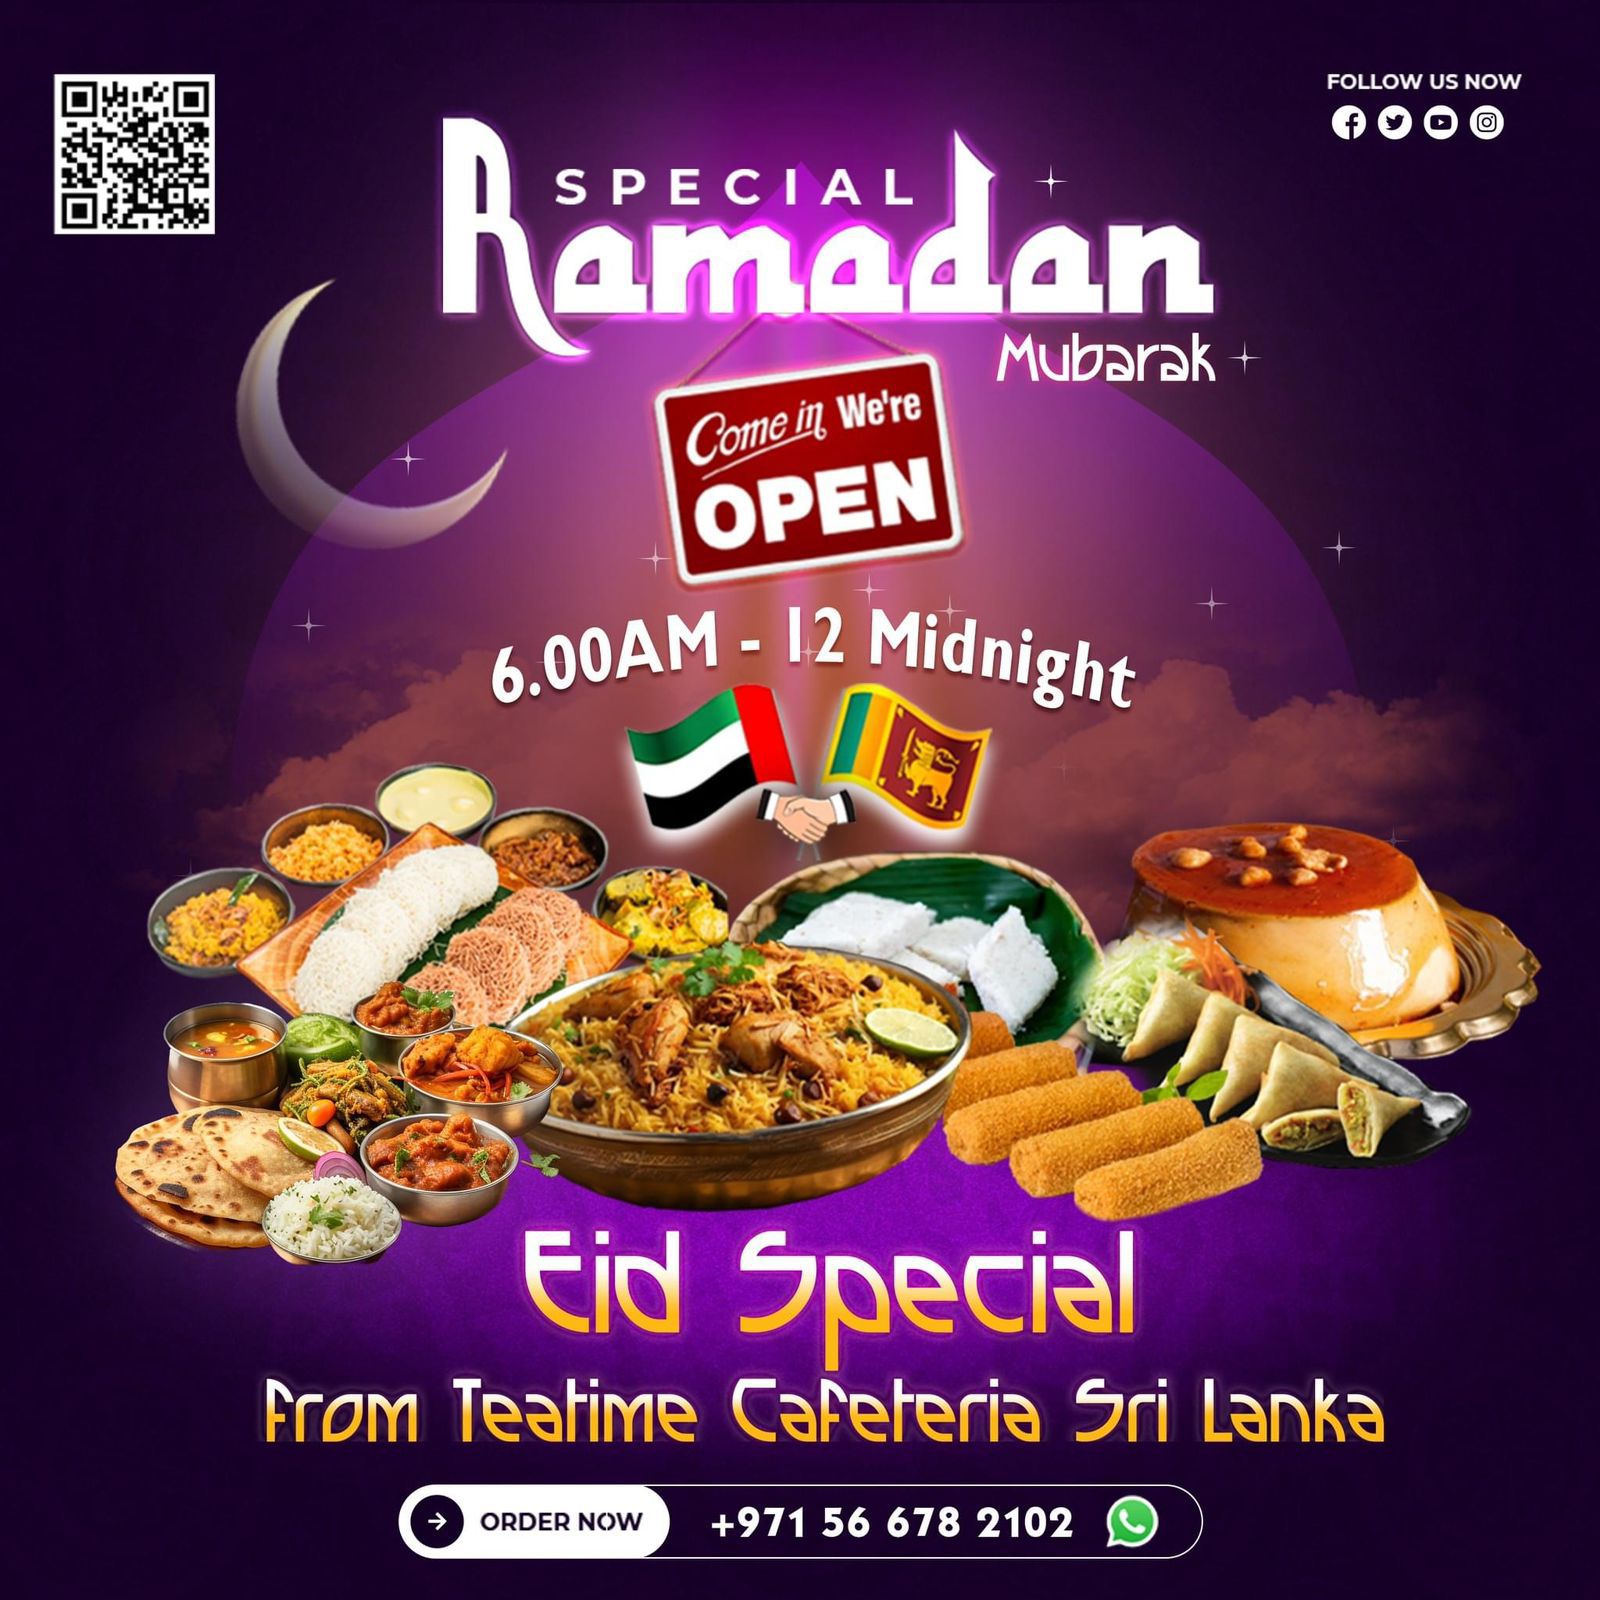 FOLLOW US NOW
SPECIAL
Ramadan
Mubarak
Come in We're
OPEN
6.00AM - 12 Midnight
Eid Special
from Teatime Cafeteria Sri Lanka
ORDER NOW
+971 56 678 2102